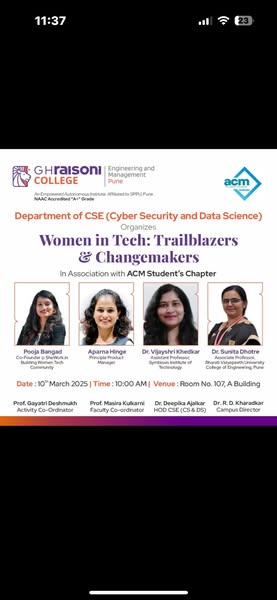 11:37
23
GHRAISONI
COLLEGE
Engineering and
Management
Pune
An Empowered Autonomous Institute Affiliated to SPPU, Pune
NAAC Accredited "A+" Grade
acm
Department of CSE (Cyber Security and Data Science)
Organizes
Women in Tech: Trailblazers
& Changemakers
In Association with ACM Student's Chapter
Pooja Bangad
Co-Founder @ SheWork.in
Building Women Tech
Community
Aparna Hinge
Principle Product
Manager
Dr. Vijayshri Khedkar
Assistant Professor,
Symbiosis Institute of
Technology
Dr. Sunita Dhotre
Associate Professor,
Bharati Vidyapeeth University
College of Engineering, Pune
Date : 10th March 2025 | Time : 10:00 AM | Venue : Room No. 107, A Building
Prof. Gayatri Deshmukh
Activity Co-Ordinator
Prof. Masira Kulkarni
Faculty Co-ordinator
Dr. Deepika Ajalkar
HOD CSE (CS & DS)
Dr. R. D. Kharadkar
Campus Director